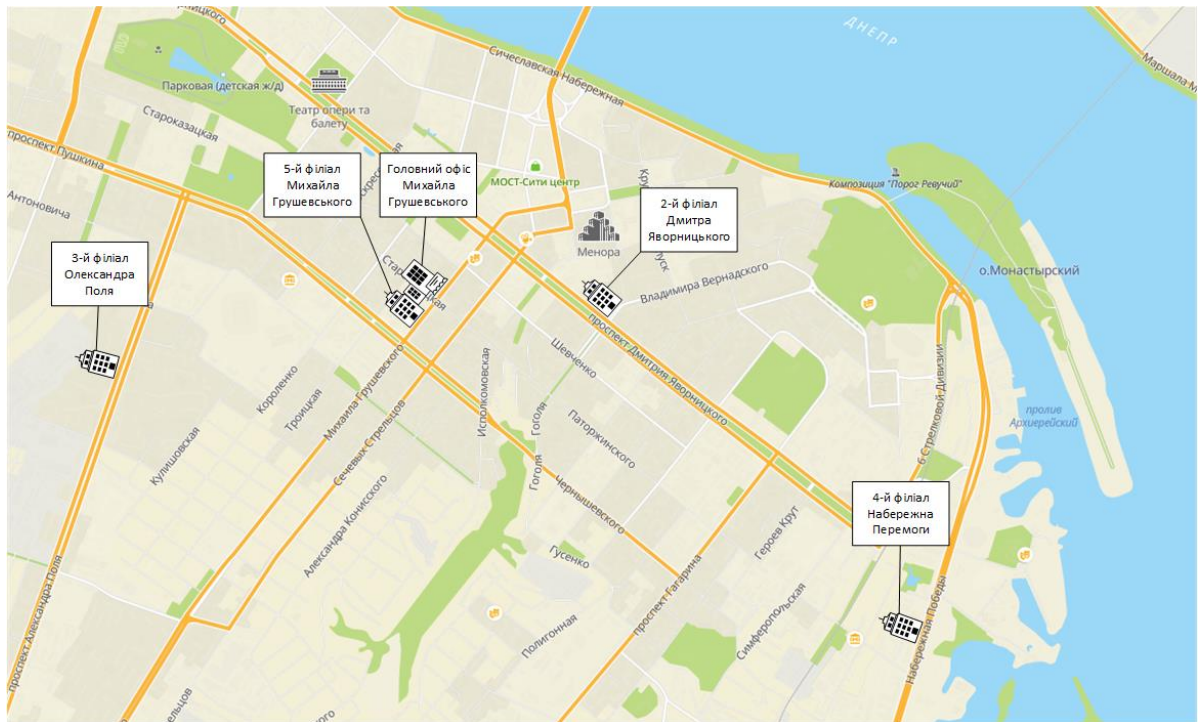 ДНЕПР
Сичеславская Набережная
Парковая (детская ж/д)
Театр опери та
балету
Староказацкая
проспект Пушкина
Антоновича
5-й філіал
Михайла
Грушевського
Головний офіс
Михайла
Грушевського
МОСТ-Сити центр
2-й філіал
Дмитра
Яворницького
Композиция "Порог Ревучий"
Менора
3-й філіал
Олександра
Поля
Владимира Вернадского
о.Монастырский
проспект Дмитрия Яворницкого
Шевченко
Михаила Грушевского
Исполкомовская
Короленко
Троицкая
Сечевых Стрельцов
Гоголя
Паторжинского
6 Стрелковой Дивизии
пролив
Архиерейский
Кулишовская
Гоголя
Чернышевского
Александра Конисского
4-й філіал
Набережна
Перемоги
Героев Крут
Гусенко
проспект Гагарина
Симферопольская
Полигонная
Набережная Победы
проспект Александра Поля